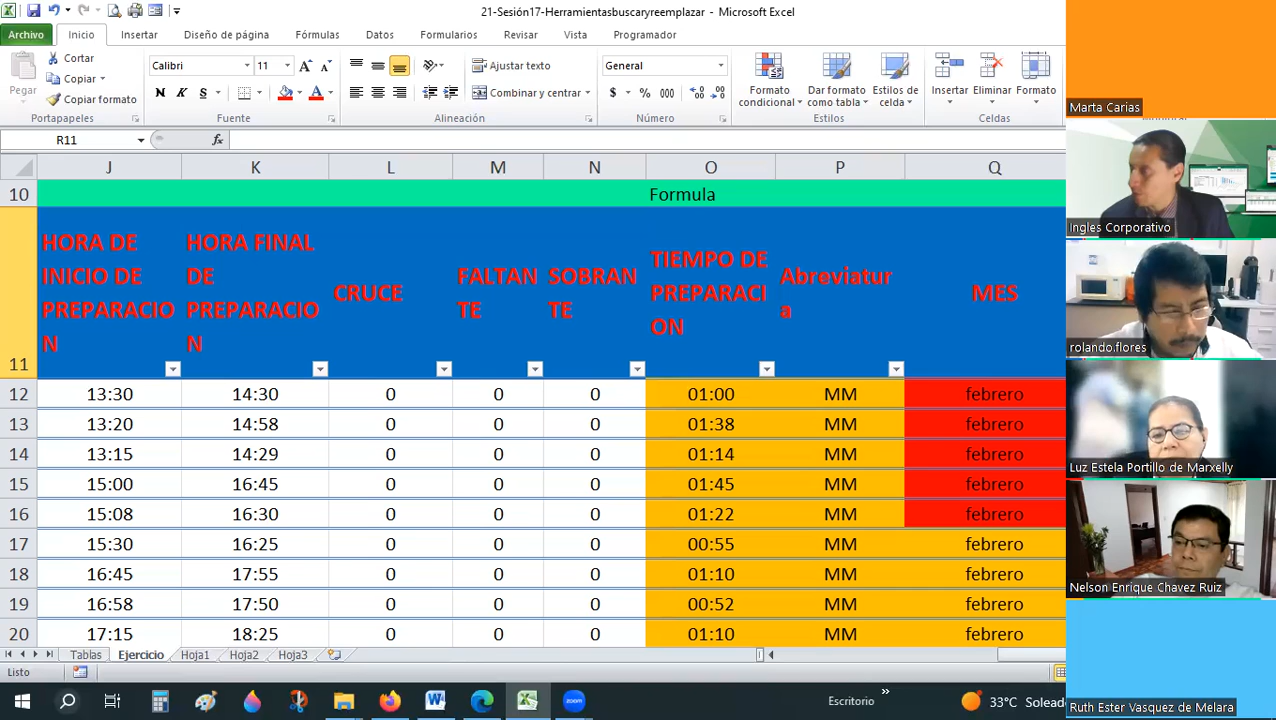 21-Sesión17-Herramientasbuscaryreemplazar - Microsoft Excel
Archivo Inicio Insertar Diseño de página Fórmulas Datos Formularios Revisar Vista Programador
Pegar
Cortar
Copiar
Copiar formato
Portapapeles
Calibri 11
N K S
Fuente
Ajustar texto
Combinar y centrar
Alineación
General
$ % 000
Número
Formato condicional
Dar formato como tabla
Estilos de celda
Estilos
Insertar Eliminar Formato
Celdas
R11 fx
J K L M N O P Q
10 Formula
11 HORA DE INICIO DE PREPARACION HORA FINAL DE PREPARACION CRUCE FALTANTE SOBRANTE TIEMPO DE PREPARACION Abreviatura MES
12 13:30 14:30 0 0 0 01:00 MM febrero
13 13:20 14:58 0 0 0 01:38 MM febrero
14 13:15 14:29 0 0 0 01:14 MM febrero
15 15:00 16:45 0 0 0 01:45 MM febrero
16 15:08 16:30 0 0 0 01:22 MM febrero
17 15:30 16:25 0 0 0 00:55 MM febrero
18 16:45 17:55 0 0 0 01:10 MM febrero
19 16:58 17:50 0 0 0 00:52 MM febrero
20 17:15 18:25 0 0 0 01:10 MM febrero
Tablas Ejercicio Hoja1 Hoja2 Hoja3
Listo
Escritorio » 33°C Solead
Marta Carias
Ingles Corporativo
rolando.flores
Luz Estela Portillo de Marxelly
Nelson Enrique Chavez Ruiz
Ruth Ester Vasquez de Melara